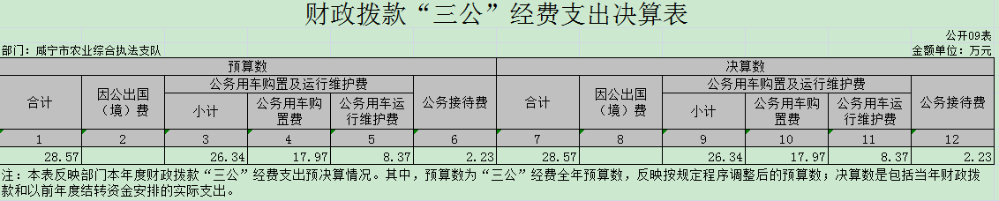 财政拨款“三公”经费支出决算表
公开09表
部门：咸宁市农业综合执法支队 金额单位：万元
预算数 决算数
合计 因公出国（境）费 公务用车购置及运行维护费 公务接待费 合计 因公出国（境）费 公务用车购置及运行维护费 公务接待费
小计 公务用车购置费 公务用车运行维护费 小计 公务用车购置费 公务用车运行维护费
1 2 3 4 5 6 7 8 9 10 11 12
28.57 26.34 17.97 8.37 2.23 28.57 26.34 17.97 8.37 2.23
注：本表反映部门本年度财政拨款“三公”经费支出预决算情况。其中，预算数为“三公”经费全年预算数，反映按规定程序调整后的预算数；决算数是包括当年财政拨
款和以前年度结转资金安排的实际支出。